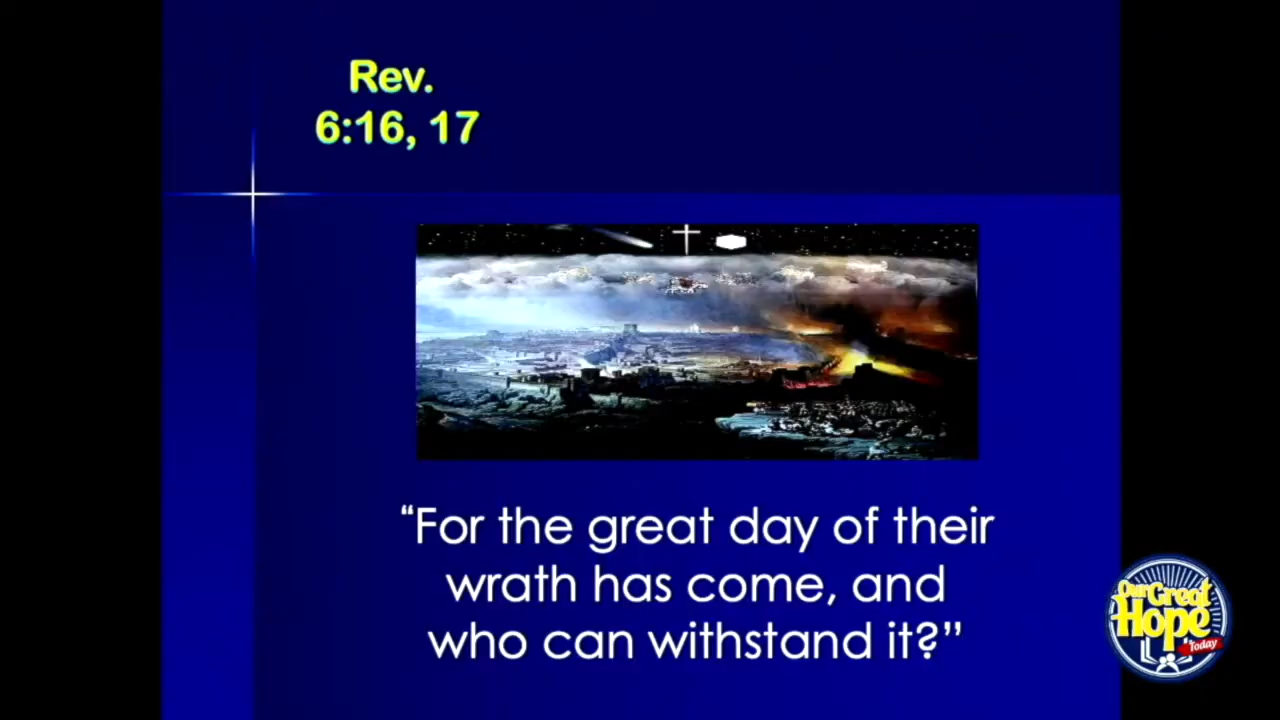 Rev.
6:16, 17
“For the great day of their
wrath has come, and
who can withstand it?”
Our Great
Hope
Today